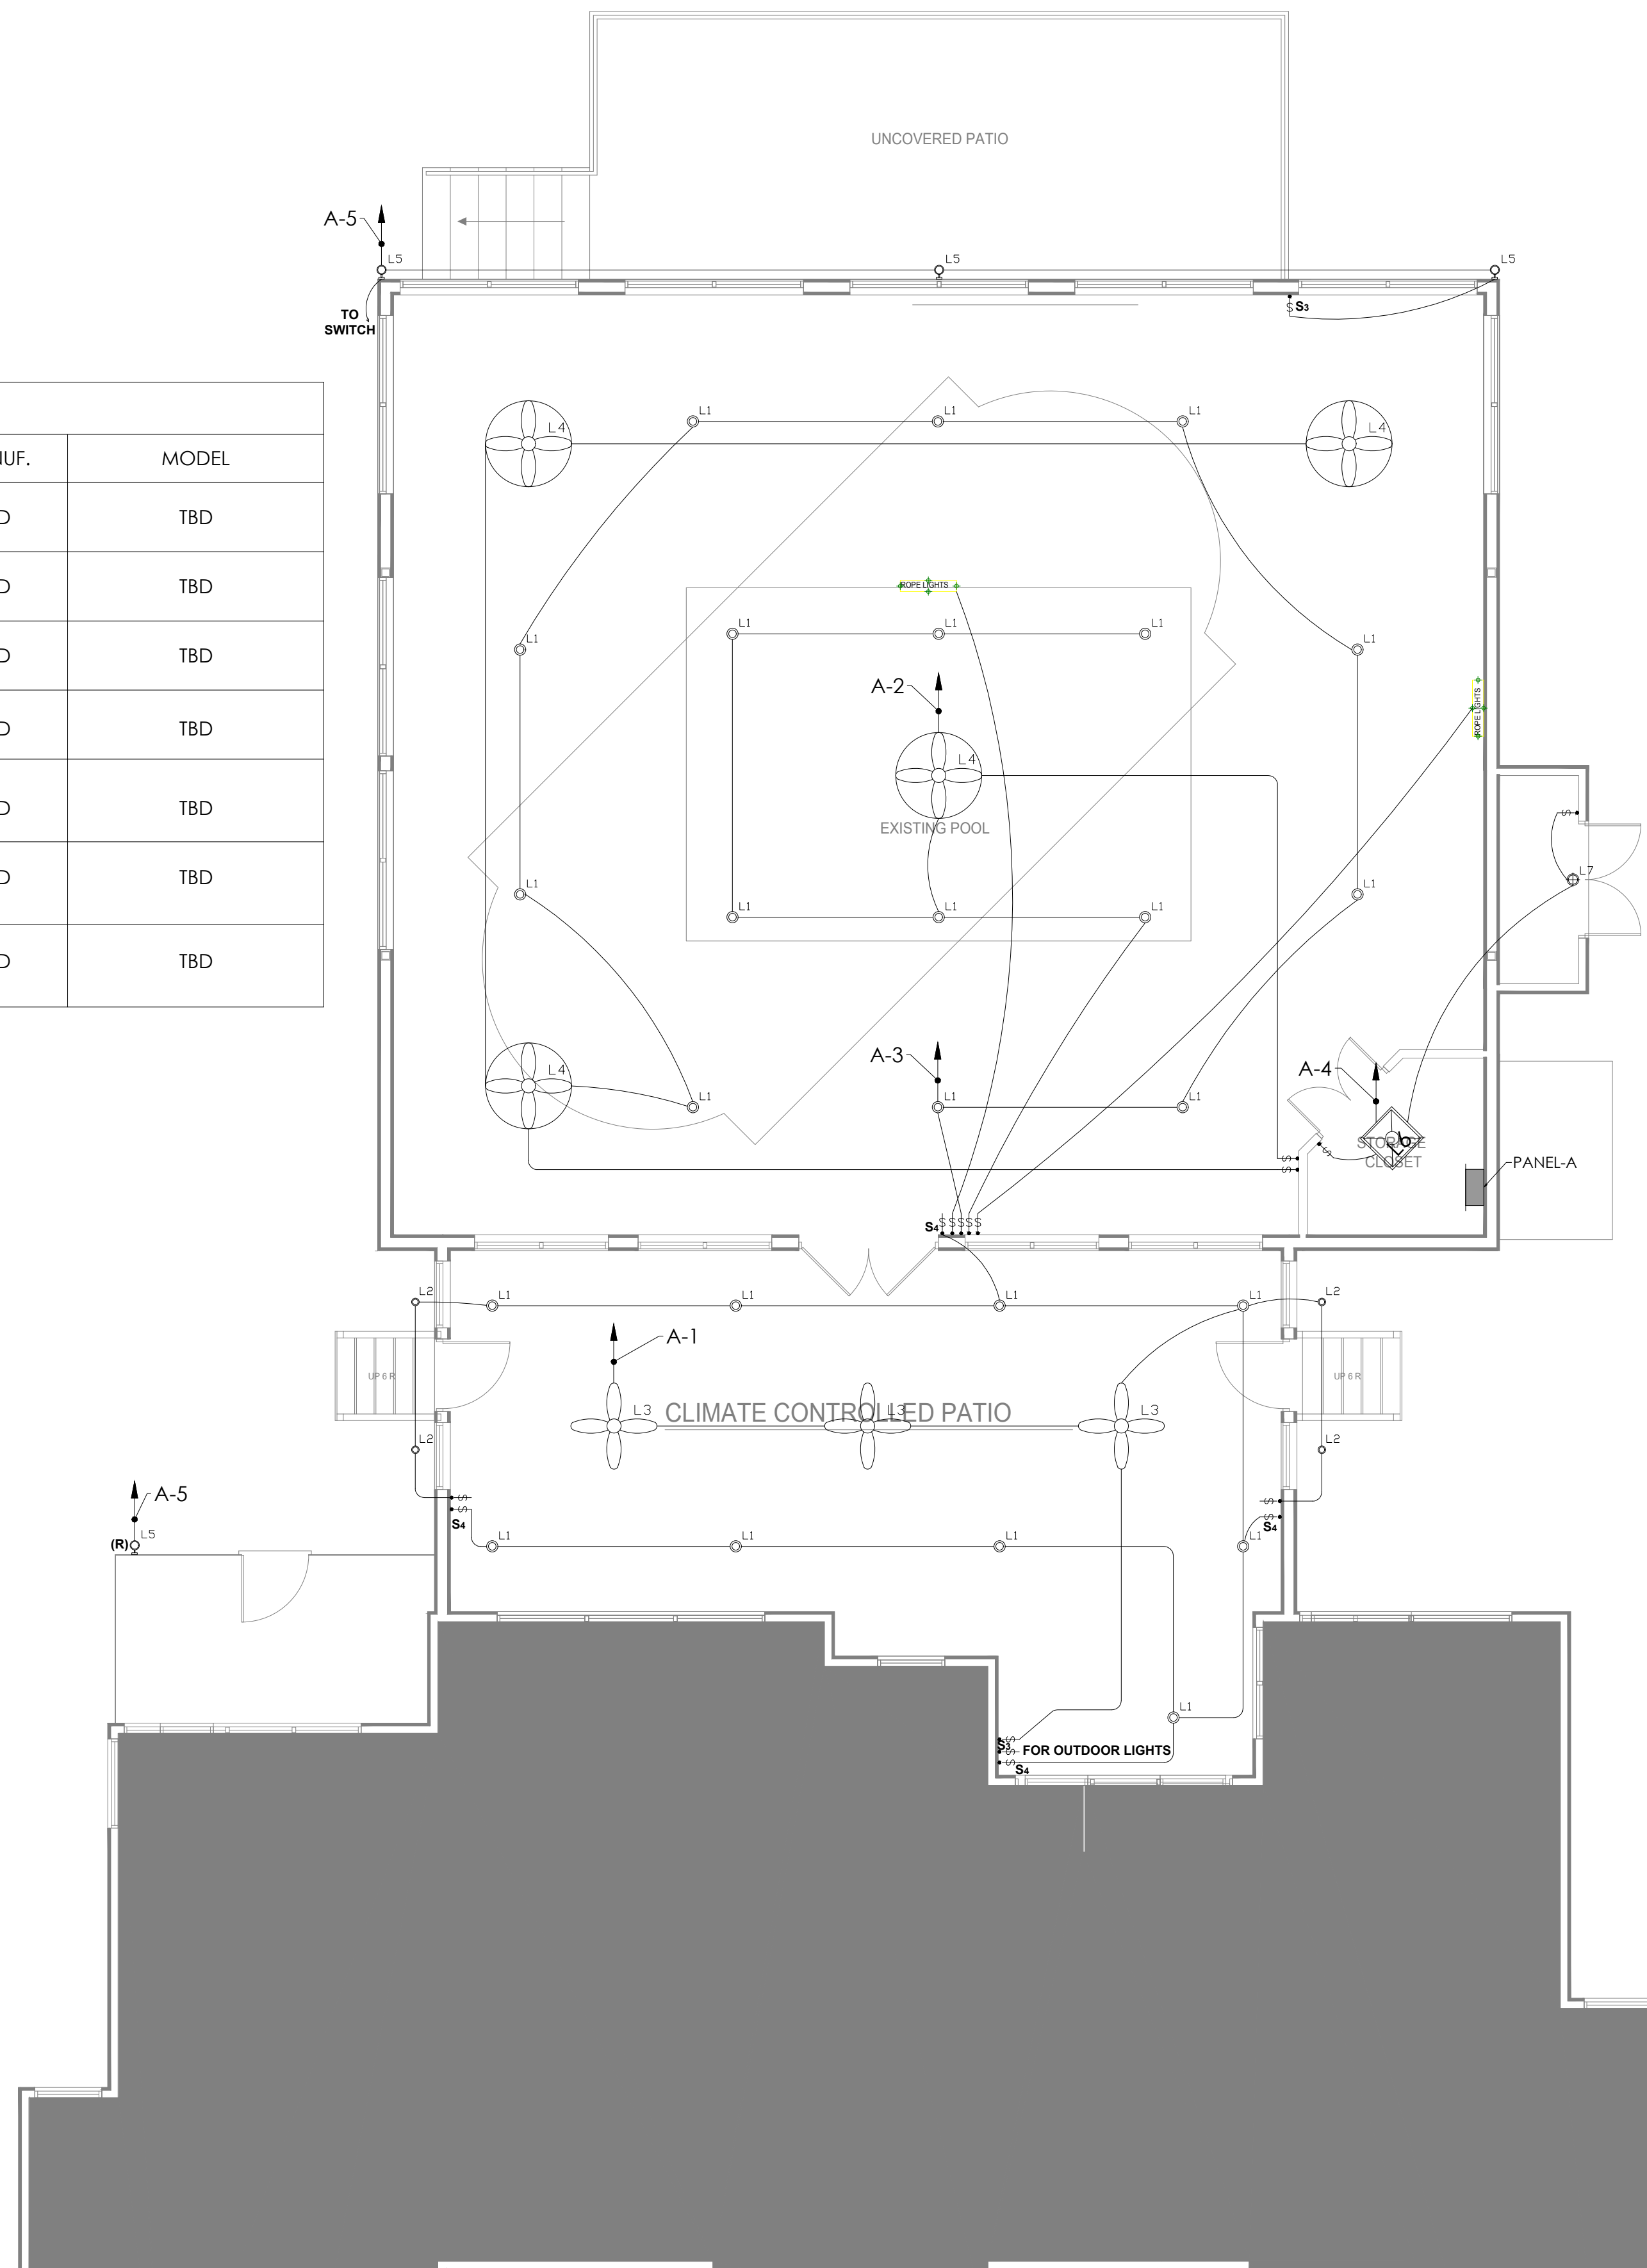 UNCOVERED PATIO
A-5
L5
L5
L5
TO
SWITCH
S3
MODEL
TBD
TBD
TBD
TBD
TBD
TBD
TBD
L4
L1
L1
L1
L4
ROPE LIGHTS
L1
L1
L1
L1
L1
A-2
ROPE LIGHTS
L4
EXISTING POOL
L7
L1
L1
L1
L1
L1
A-3
A-4
L4
L1
L1
L1
STORAGE
CLOSET
L6
PANEL-A
S4
$ $ $ $ $
L2
L1
L1
L1
L1
L2
A-1
UP 6 R
UP 6 R
L3
CLIMATE CONTROLLED PATIO
L3
L3
L2
L2
A-5
S4
S4
(R)
L5
L1
L1
L1
L1
L1
S3
FOR OUTDOOR LIGHTS
S4